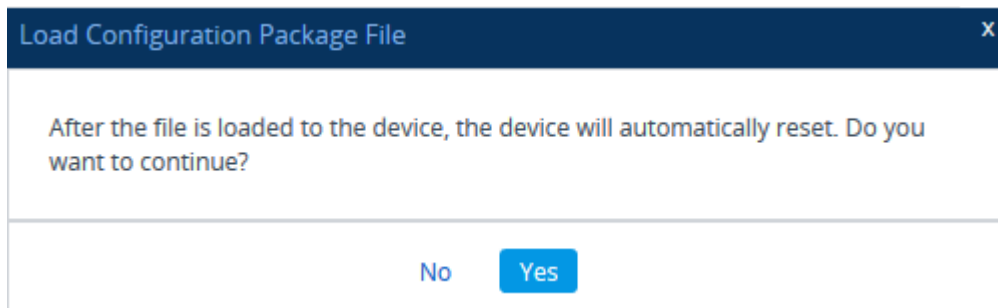 Load Configuration Package File
x
After the file is loaded to the device, the device will automatically reset. Do you
want to continue?
No
Yes